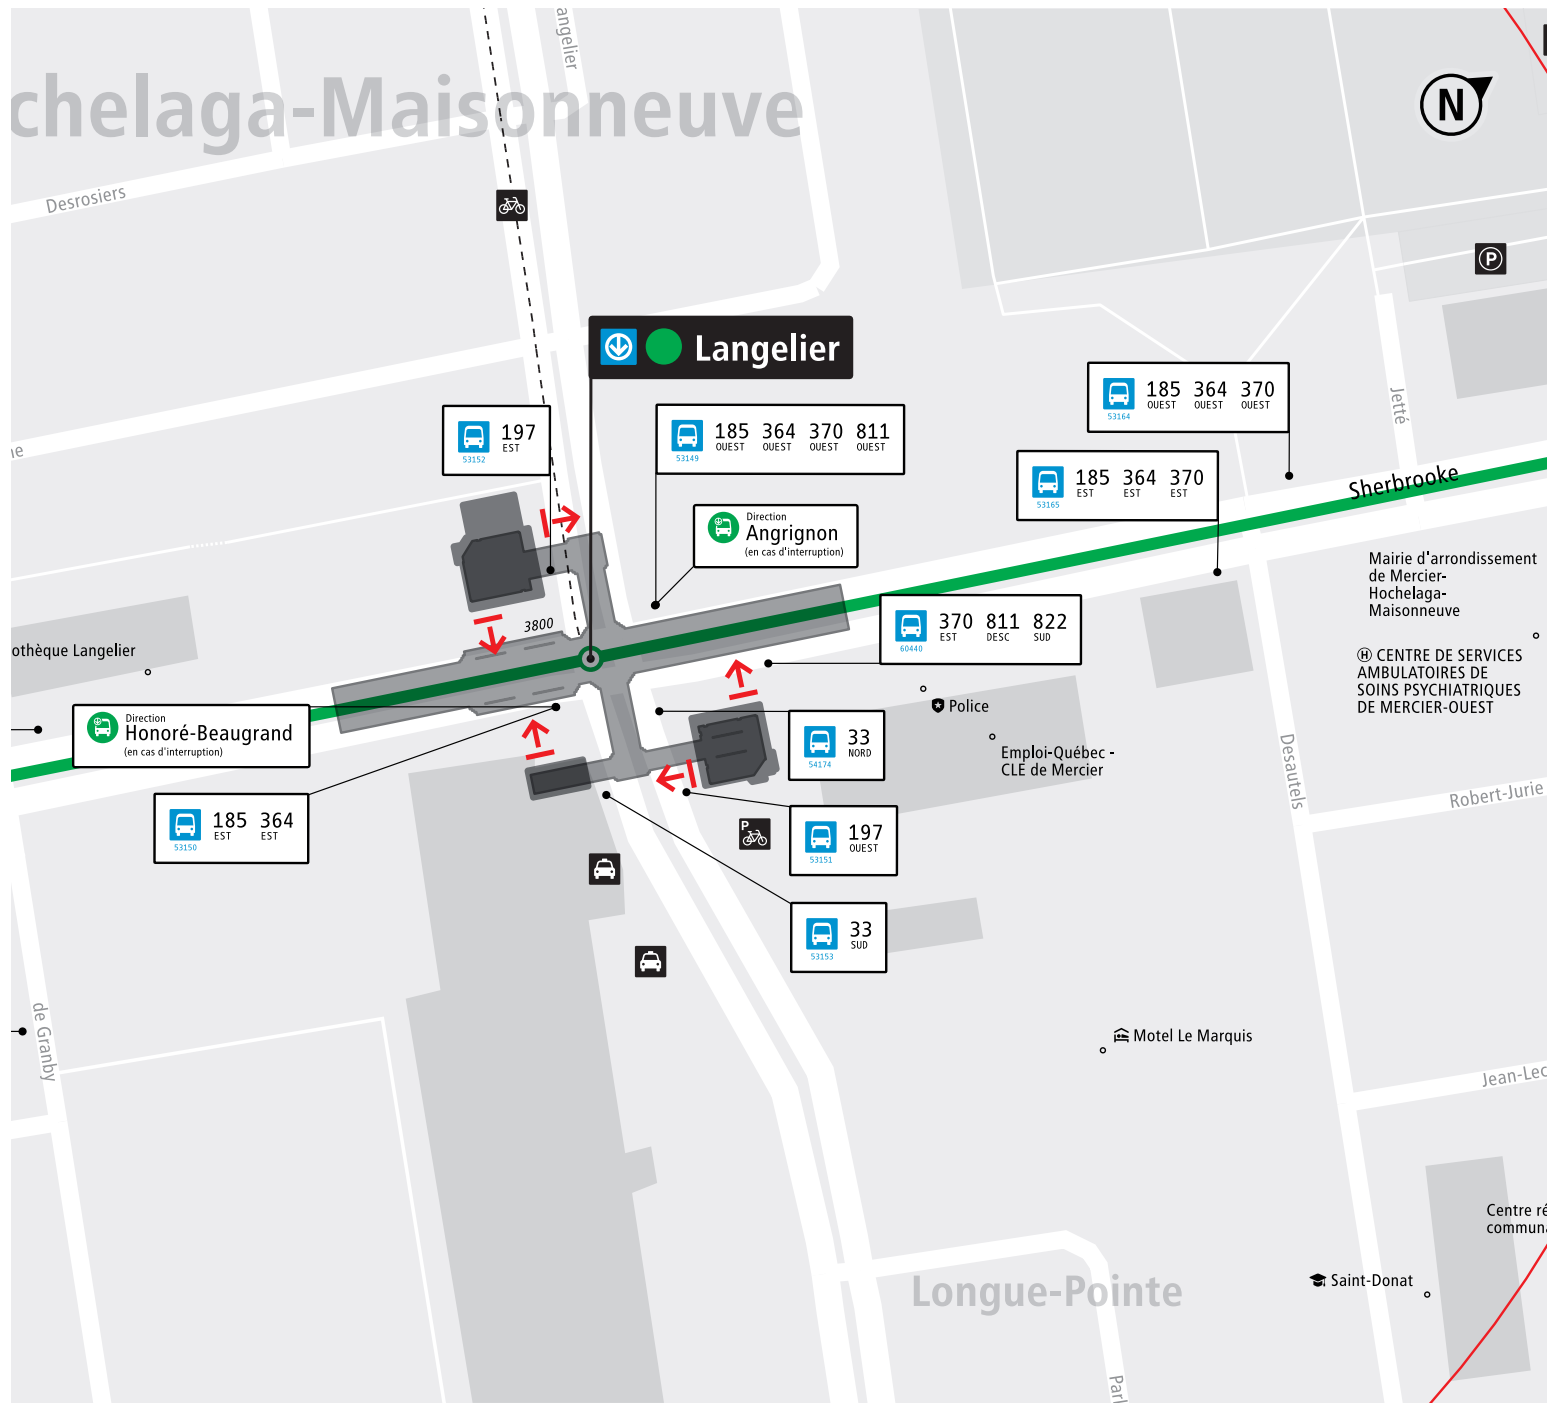 angelier
chelaga-Maisonneuve
N
Desrosiers
P
Langelier
197
EST
53152
185 364 370 811
OUEST OUEST OUEST OUEST
53149
185 364 370
OUEST OUEST OUEST
53164
Jetté
185 364 370
EST EST EST
53165
Sherbrooke
Direction
Angrignon
(en cas d'interruption)
Mairie d'arrondissement
de Mercier-
Hochelaga-
Maisonneuve
3800
370 811 822
EST DESC SUD
60440
othèque Langelier
H CENTRE DE SERVICES
AMBULATOIRES DE
SOINS PSYCHIATRIQUES
DE MERCIER-OUEST
Police
Direction
Honoré-Beaugrand
(en cas d'interruption)
33
NORD
54174
Emploi-Québec -
CLE de Mercier
Desautels
Robert-Jurie
185 364
EST EST
53150
P
197
OUEST
53151
33
SUD
53153
de Granby
Motel Le Marquis
Jean-Lec
Centre ré
communa
Longue-Pointe
Saint-Donat
Parl